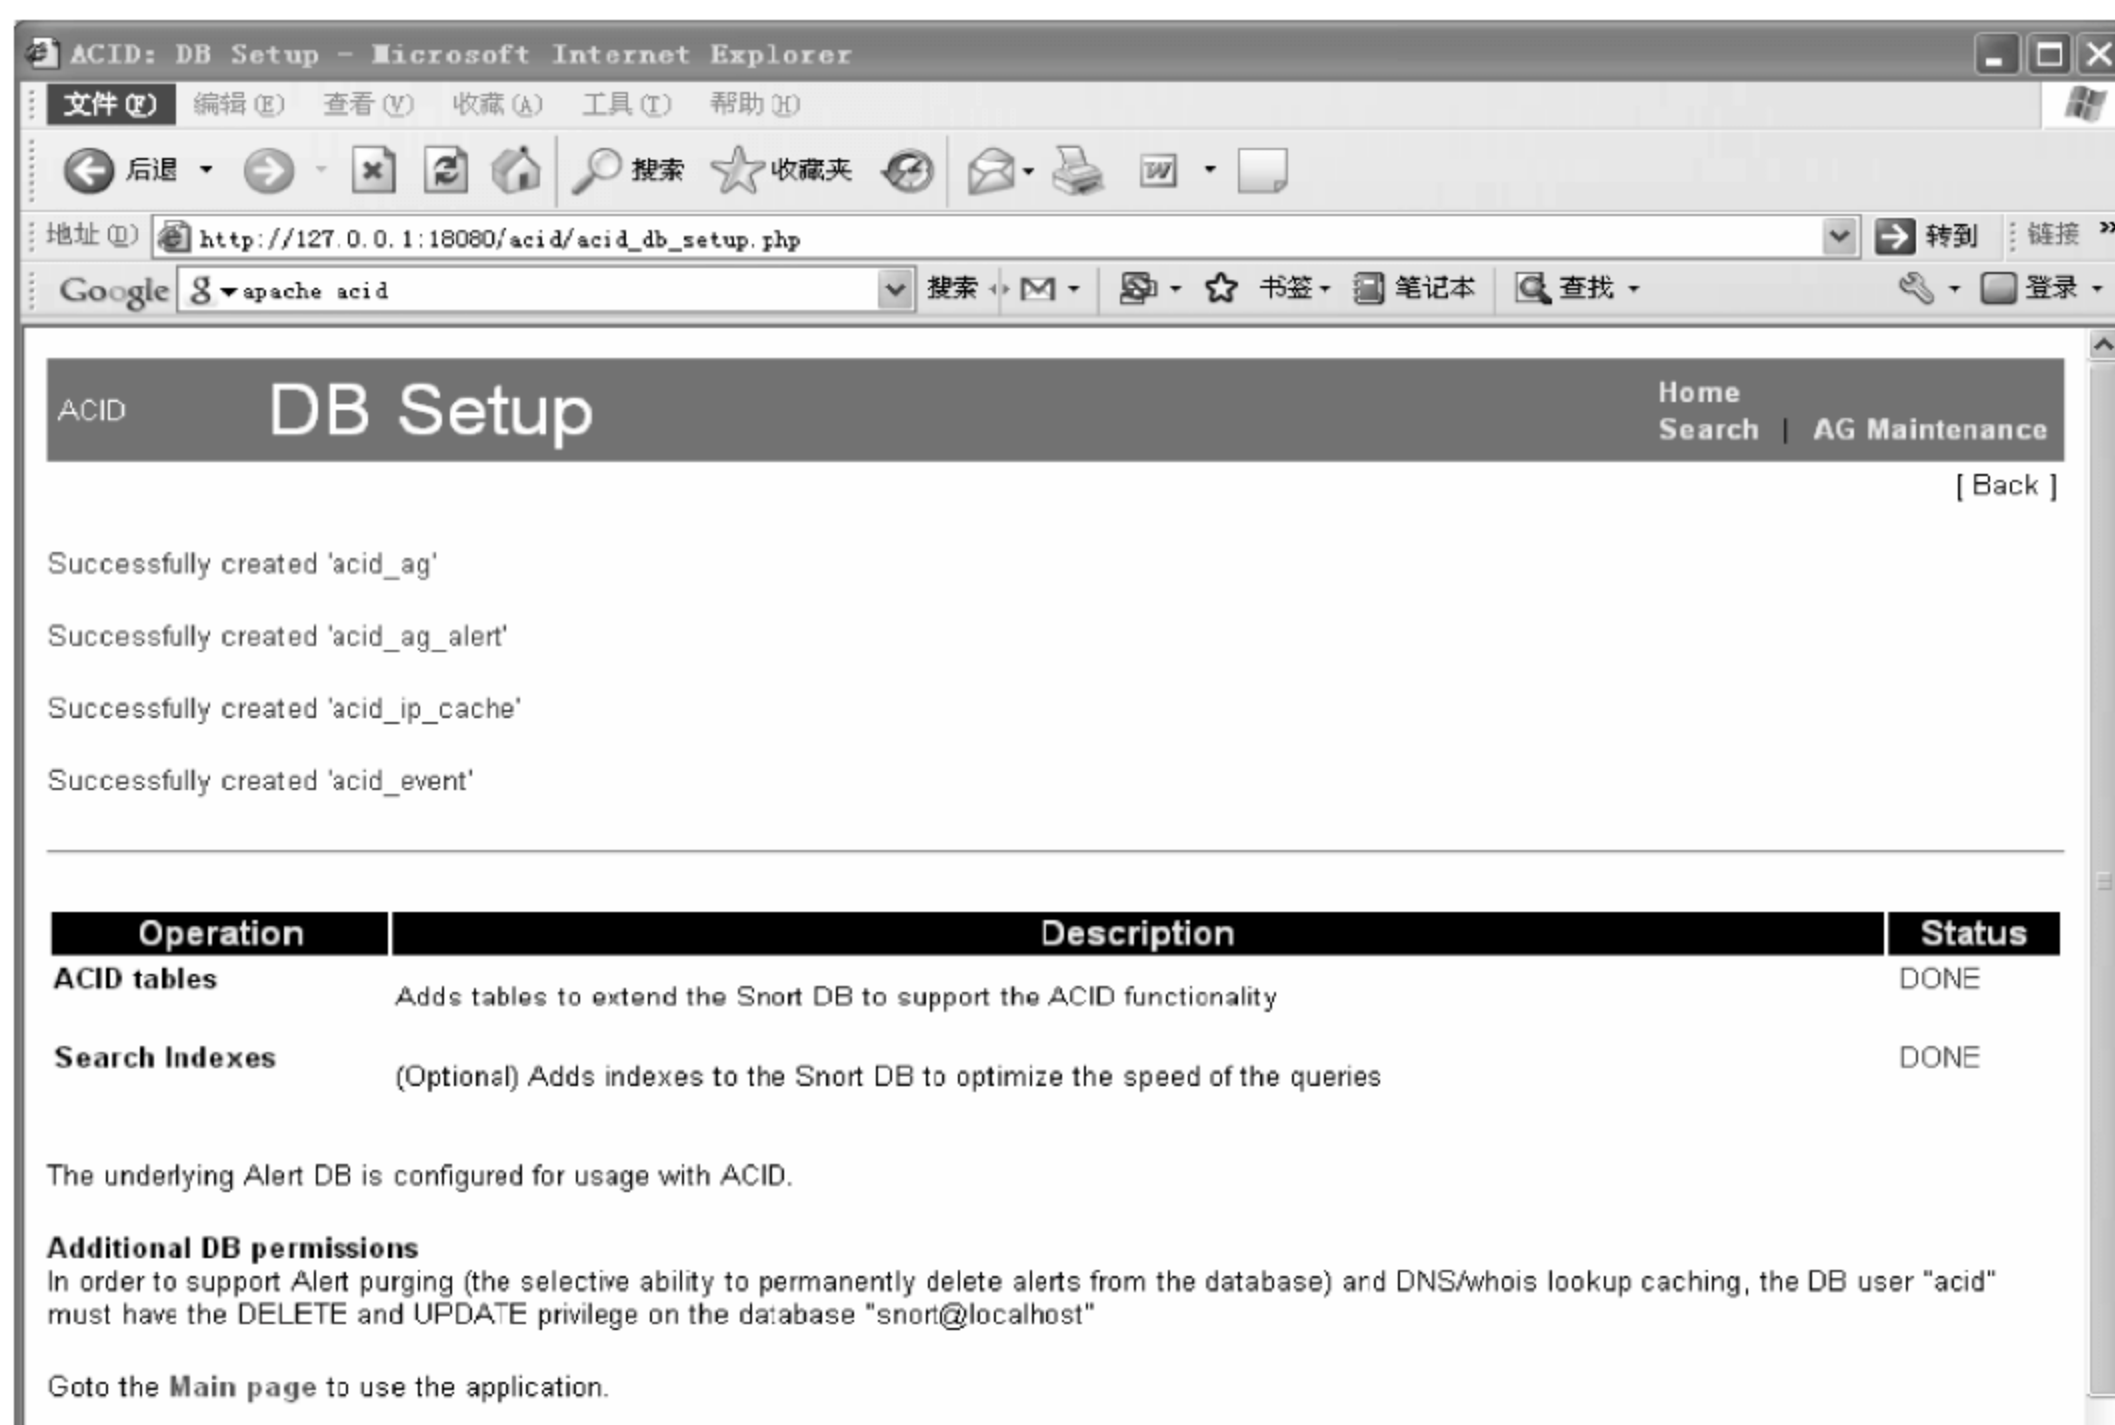 ACID: DB Setup - Microsoft Internet Explorer
文件(F) 编辑(E) 查看(V) 收藏(A) 工具(T) 帮助(H)
后退 搜索 收藏夹
地址(D) http://127.0.0.1:18080/acid/acid_db_setup.php 转到 链接 »
Google apache acid 搜索 书签 笔记本 查找 登录
ACID DB Setup Home
Search | AG Maintenance
[ Back ]
Successfully created 'acid_ag'
Successfully created 'acid_ag_alert'
Successfully created 'acid_ip_cache'
Successfully created 'acid_event'
Operation Description Status
ACID tables Adds tables to extend the Snort DB to support the ACID functionality DONE
Search Indexes (Optional) Adds indexes to the Snort DB to optimize the speed of the queries DONE
The underlying Alert DB is configured for usage with ACID.
Additional DB permissions
In order to support Alert purging (the selective ability to permanently delete alerts from the database) and DNS/whois lookup caching, the DB user "acid"
must have the DELETE and UPDATE privilege on the database "snort@localhost"
Goto the Main page to use the application.